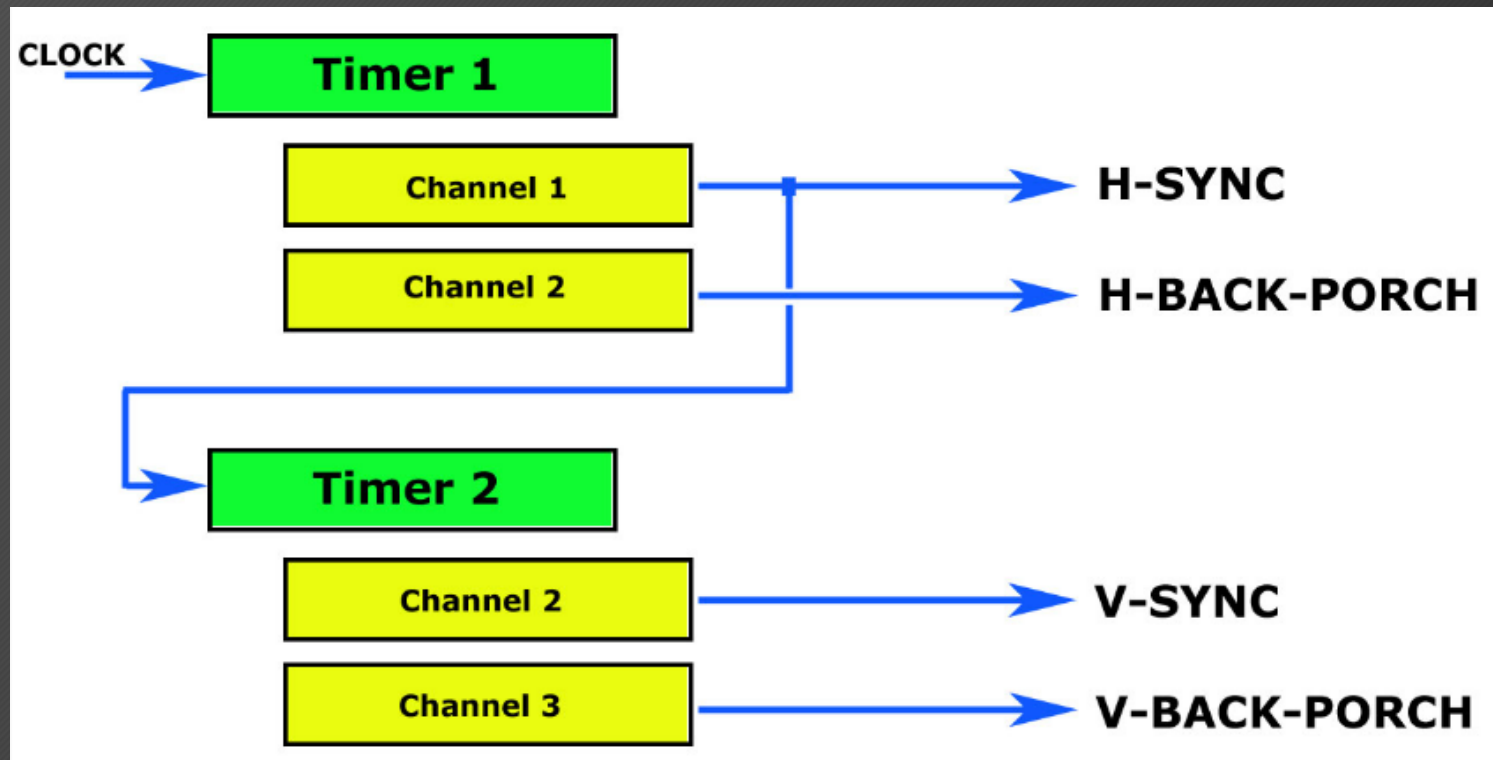 CLOCK
Timer 1
Channel 1
H-SYNC
Channel 2
H-BACK-PORCH
Timer 2
Channel 2
V-SYNC
Channel 3
V-BACK-PORCH